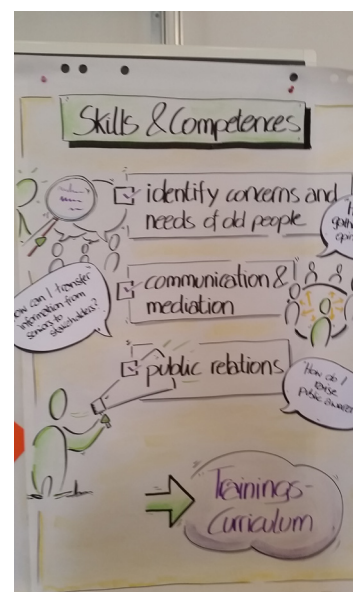 Skills & Competences
identify concerns and
needs of old people
How can I transfer
information from
seniors to
stakeholders?
communication &
mediation
public relations
How do I
raise
public
Trainings-
Curriculum